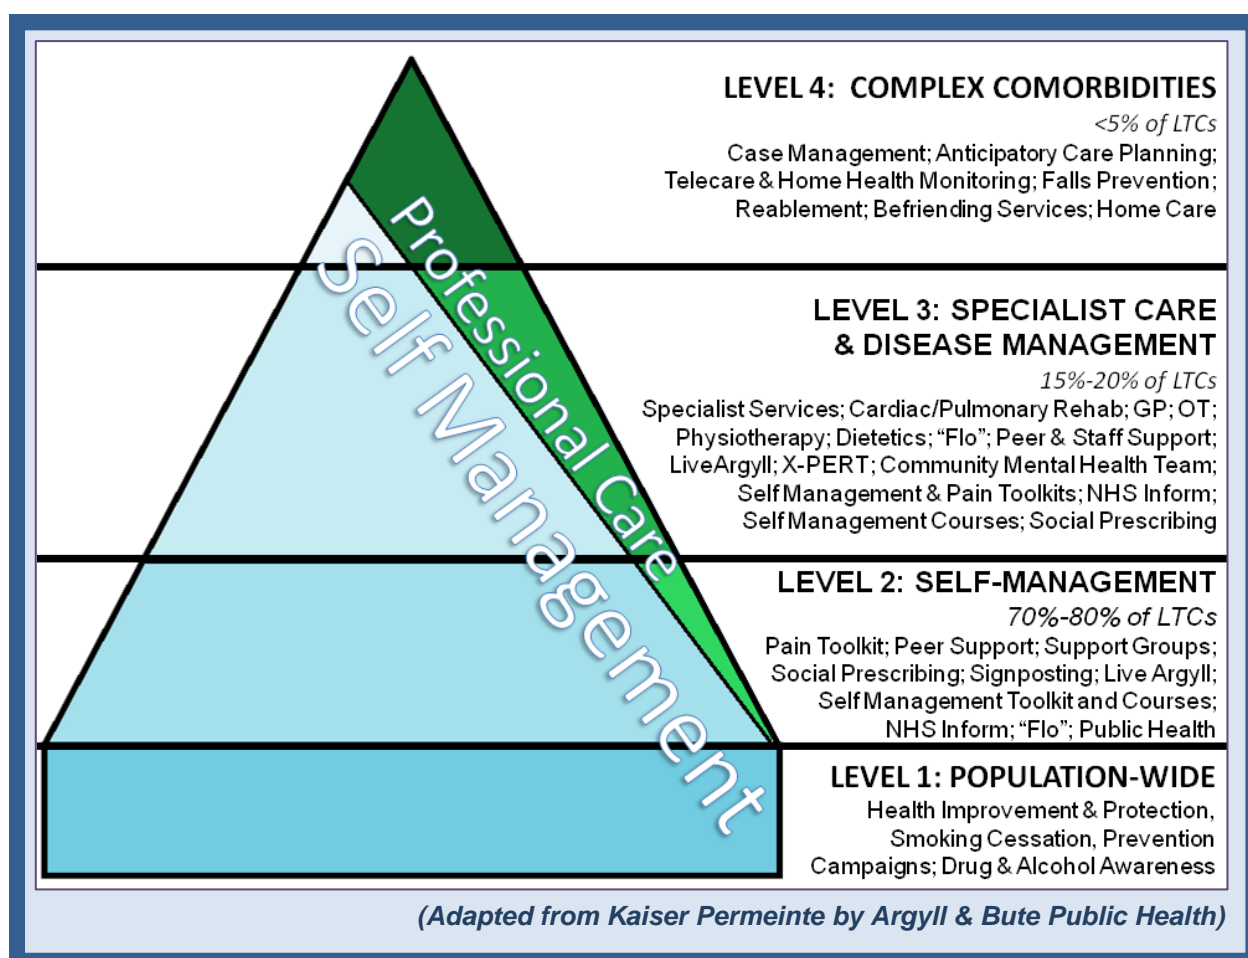 LEVEL 4: COMPLEX COMORBIDITIES
<5% of LTCs
Case Management; Anticipatory Care Planning;
Telecare & Home Health Monitoring; Falls Prevention;
Reablement; Befriending Services; Home Care
Professional Care
Self Management
LEVEL 3: SPECIALIST CARE
& DISEASE MANAGEMENT
15%-20% of LTCs
Specialist Services; Cardiac/Pulmonary Rehab; GP; OT;
Physiotherapy; Dietetics; “Flo”; Peer & Staff Support;
LiveArgyll; X-PERT; Community Mental Health Team;
Self Management & Pain Toolkits; NHS Inform;
Self Management Courses; Social Prescribing
LEVEL 2: SELF-MANAGEMENT
70%-80% of LTCs
Pain Toolkit; Peer Support; Support Groups;
Social Prescribing; Signposting; Live Argyll;
Self Management Toolkit and Courses;
NHS Inform; “Flo”; Public Health
LEVEL 1: POPULATION-WIDE
Health Improvement & Protection,
Smoking Cessation, Prevention
Campaigns; Drug & Alcohol Awareness
(Adapted from Kaiser Permeinte by Argyll & Bute Public Health)